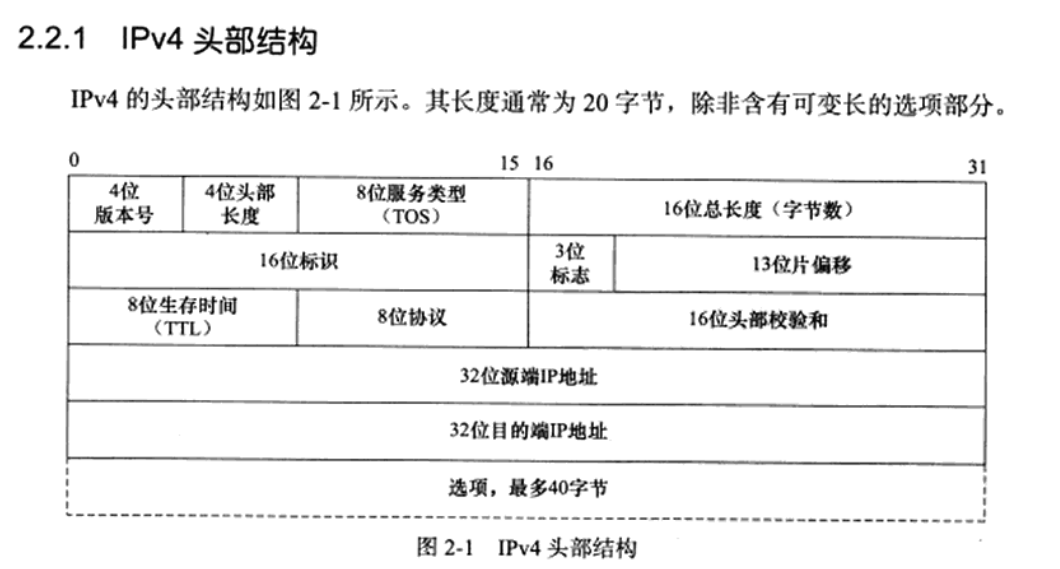 2.2.1 IPv4 头部结构
IPv4 的头部结构如图 2-1 所示。其长度通常为 20 字节，除非含有可变长的选项部分。
0 15 16 31
4位
版本号
4位头部
长度
8位服务类型
（TOS）
16位总长度（字节数）
16位标识
3位
标志
13位片偏移
8位生存时间
（TTL）
8位协议
16位头部校验和
32位源端IP地址
32位目的端IP地址
选项，最多40字节
图 2-1 IPv4 头部结构